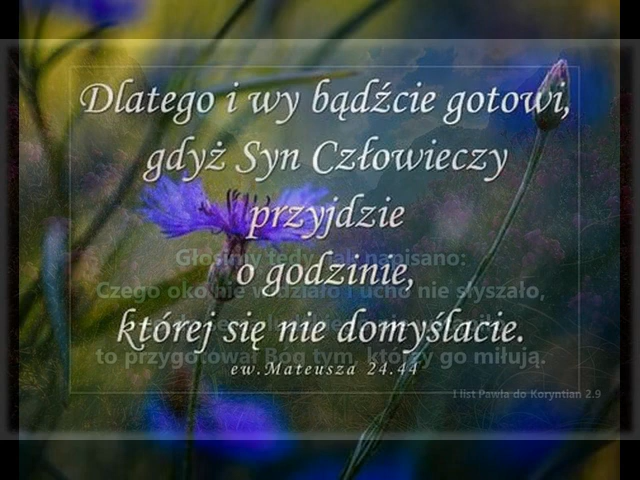 Dlatego i wy bądźcie gotowi,
gdyż Syn Człowieczy
przyjdzie
o godzinie,
której się nie domyślacie.
ew.Mateusza 24.44
Głosimy tedy, jak napisano:
Czego oko nie widziało i ucho nie słyszało,
to przygotował Bóg tym, którzy go miłują.
I list Pawła do Koryntian 2.9